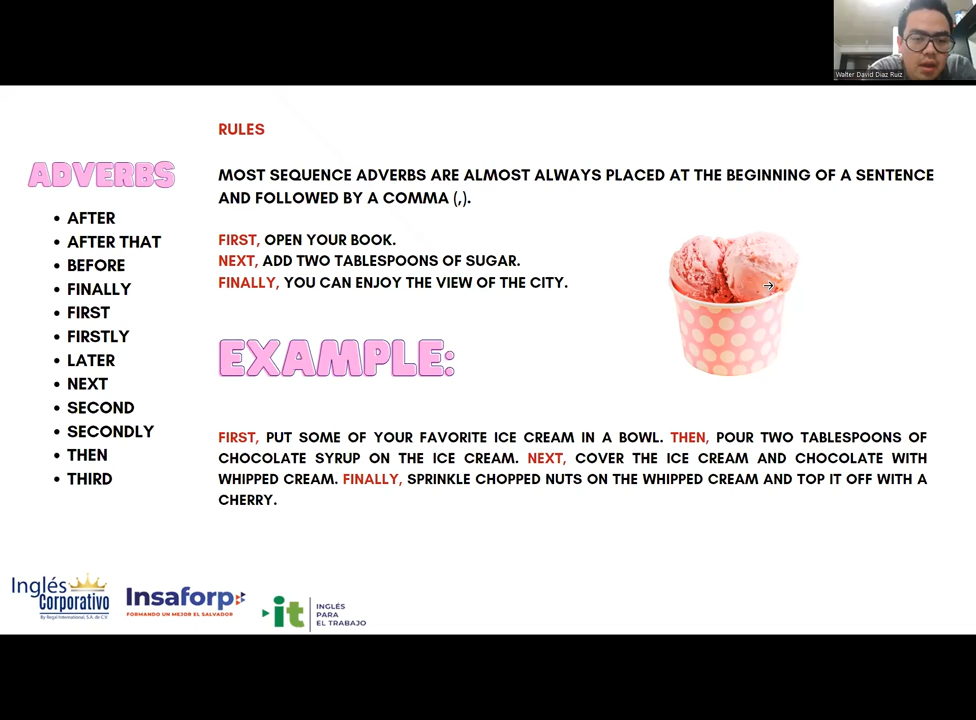 Walter David Diaz Ruiz
RULES
ADVERBS
MOST SEQUENCE ADVERBS ARE ALMOST ALWAYS PLACED AT THE BEGINNING OF A SENTENCE
AND FOLLOWED BY A COMMA (,).
AFTER
AFTER THAT
BEFORE
FINALLY
FIRST
FIRSTLY
LATER
NEXT
SECOND
SECONDLY
THEN
THIRD
FIRST, OPEN YOUR BOOK.
NEXT, ADD TWO TABLESPOONS OF SUGAR.
FINALLY, YOU CAN ENJOY THE VIEW OF THE CITY.
EXAMPLE:
FIRST, PUT SOME OF YOUR FAVORITE ICE CREAM IN A BOWL. THEN, POUR TWO TABLESPOONS OF
CHOCOLATE SYRUP ON THE ICE CREAM. NEXT, COVER THE ICE CREAM AND CHOCOLATE WITH
WHIPPED CREAM. FINALLY, SPRINKLE CHOPPED NUTS ON THE WHIPPED CREAM AND TOP IT OFF WITH A
CHERRY.
Inglés
Corporativo
By Regal International, S.A. de C.V.
Insaforp
FORMANDO UN MEJOR EL SALVADOR
it
INGLÉS
PARA
EL TRABAJO